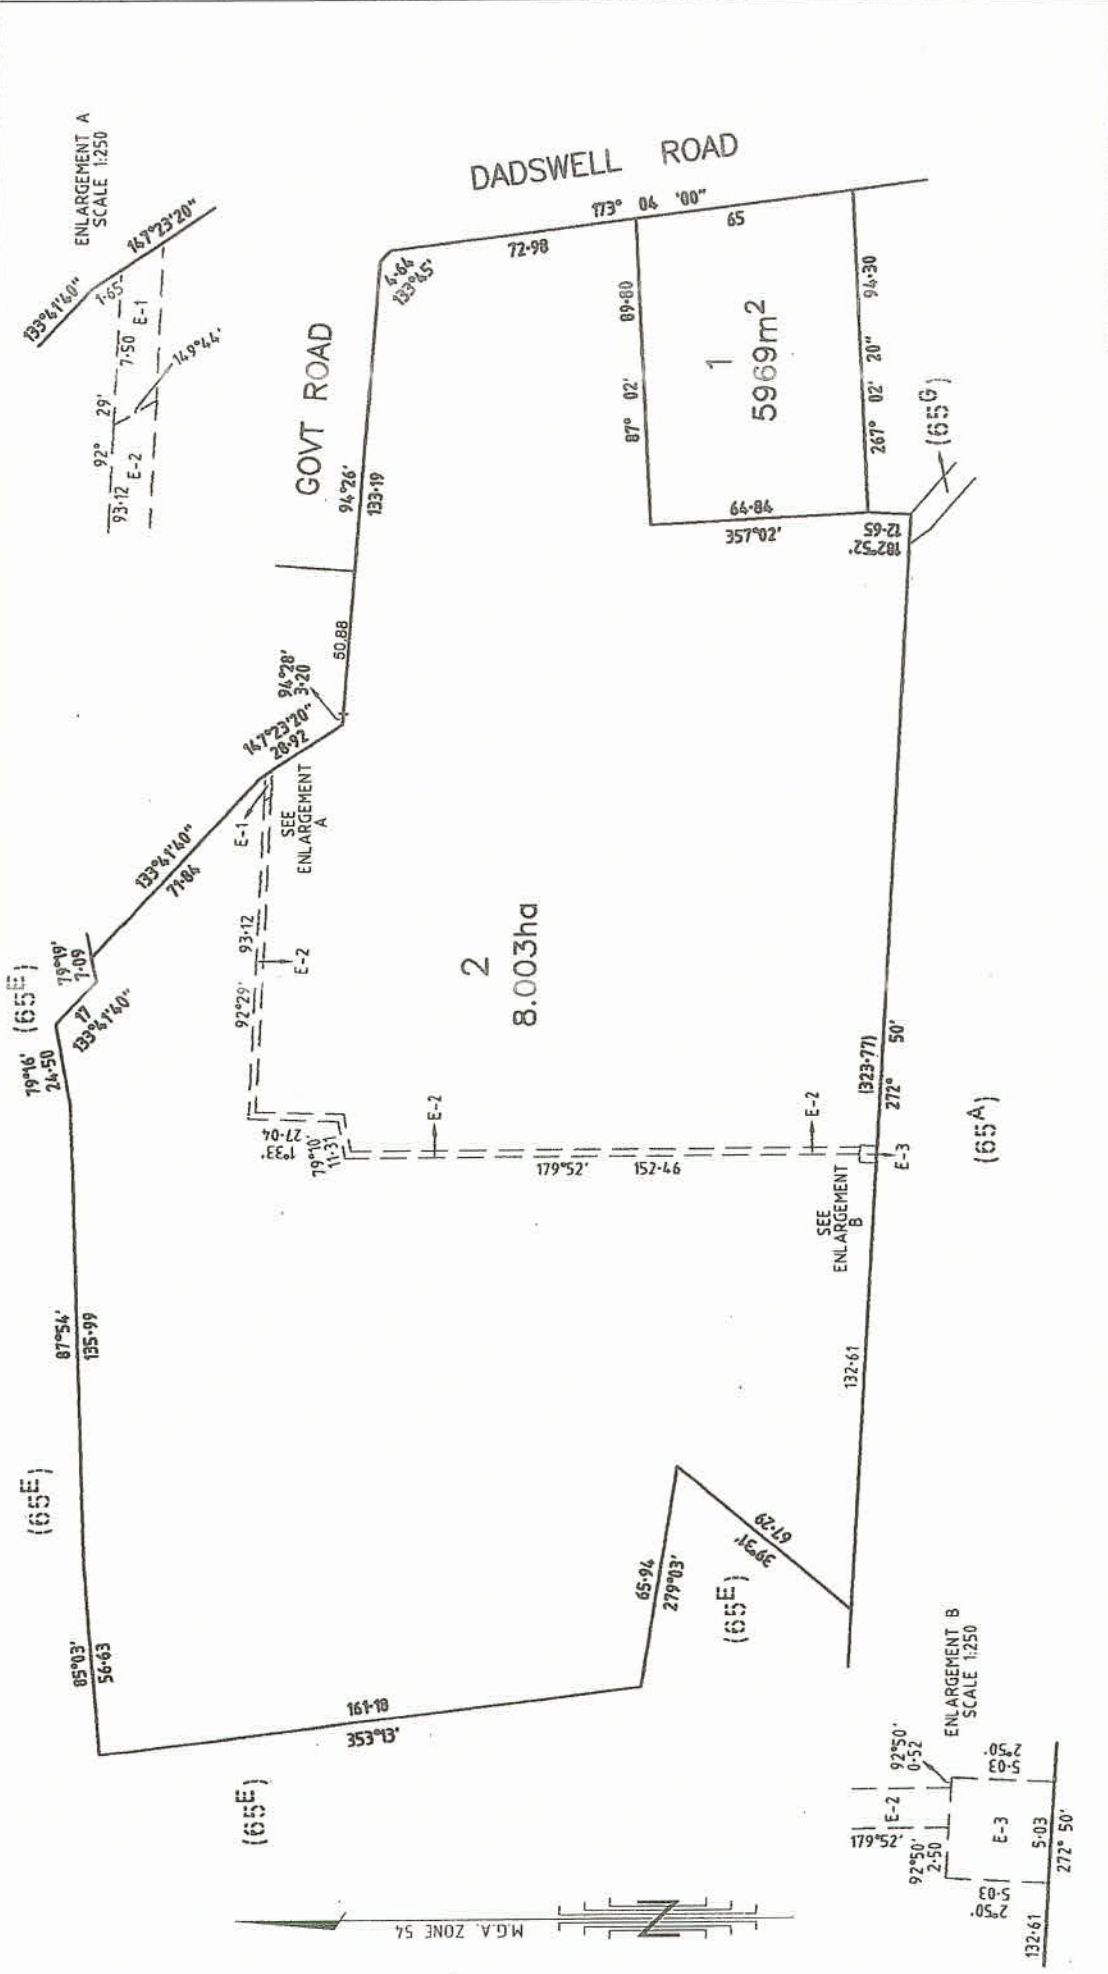 ENLARGEMENT A
SCALE 1:250
133°41'40"
147°23'20"
1·65
7·50
E-1
92° 29'
93·12
E-2
149°44'
DADSWELL ROAD
173° 04 '00"
72·98
65
GOVT ROAD
4·64
133°45'
94°26'
133·19
50.88
94°28'
3·20
147°23'20"
28·92
E-1
SEE
ENLARGEMENT
A
133°41'40"
71·84
79°19'
7·09
(65E)
17
133°41'40"
79°16'
24·50
92°29'
93·12
E-2
27·04
1°33'
79°10'
11·31
E-2
179°52'
152·46
E-2
SEE
ENLARGEMENT
B
E-3
2
8.003ha
87° 02'
89·80
1
5969m2
267° 02' 20"
94·30
64·84
357°02'
12·65
182°52'
(65G)
(323·77)
272° 50'
(65A)
132·61
87°54'
135·99
(65E)
85°03'
56·63
161·18
353°13'
(65E)
65·94
279°03'
(65E)
67·29
39°31'
ENLARGEMENT B
SCALE 1:250
92°50'
0·52
E-2
179°52'
92°50'
2·50
E-3
5·03
2°50'
5·03
2°50'
5·03
272° 50'
132·61
M.G.A. ZONE 54